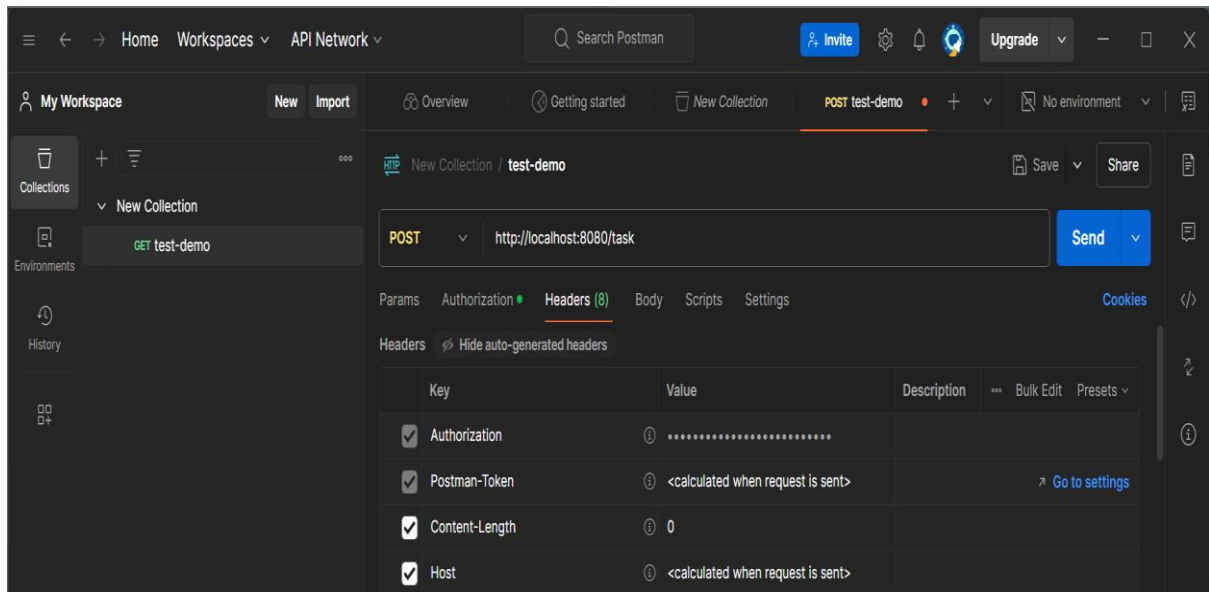 Home Workspaces API Network Search Postman Invite Upgrade
My Workspace New Import Overview Getting started New Collection POST test-demo No environment
Collections
Environments
History
New Collection
GET test-demo
HTTP New Collection / test-demo Save Share
POST http://localhost:8080/task Send
Params Authorization Headers (8) Body Scripts Settings Cookies
Headers Hide auto-generated headers
Key Value Description Bulk Edit Presets
Authorization ••••••••••••••••••••••••••
Postman-Token <calculated when request is sent> Go to settings
Content-Length 0
Host <calculated when request is sent>